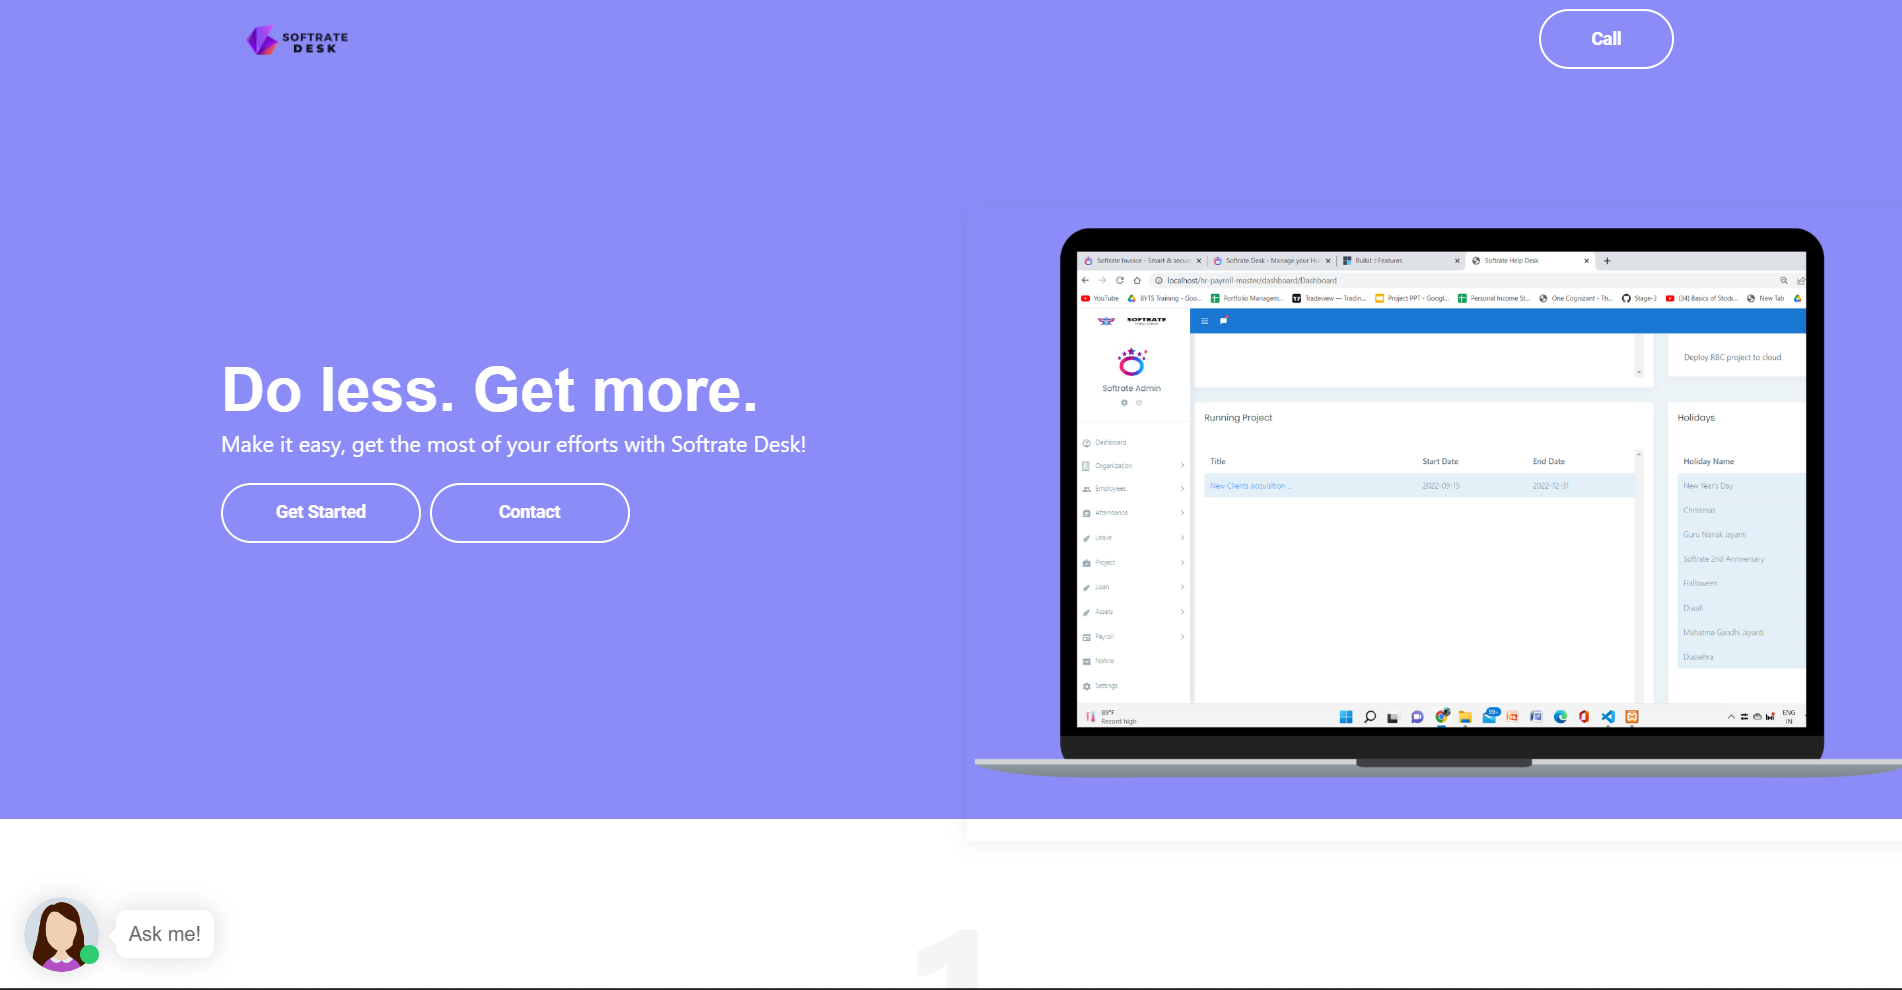 SOFTRATE
DESK
Call
Do less. Get more.
Make it easy, get the most of your efforts with Softrate Desk!
Get Started
Contact
Softrate Invoice - Smart & secur
Softrate Desk - Manage your Hu
Bulkit :: Features
Softrate Help Desk
localhost/hr-payroll-master/dashboard/Dashboard
YouTube
BYTS Training - Goo...
Portfolio Managem...
Tradeview — Tradin...
Project PPT - Googl...
Personal Income St...
One Cognizant - Th...
Stage-2
(34) Basics of Stock...
New Tab
SOFTRATE
Help Desk
Softrate Admin
Dashboard
Organization
Employees
Attendance
Leave
Project
Loan
Assets
Payroll
Notice
Settings
Deploy RBC project to cloud
Running Project
Title
Start Date
End Date
New Clients acquisition ...
2022-09-15
2022-12-31
Holidays
Holiday Name
New Year's Day
Christmas
Guru Nanak Jayanti
Softrate 2nd Anniversary
Halloween
Diwali
Mahatma Gandhi Jayanti
Dussehra
89°F
Record high
99+
ENG
IN
Ask me!
1